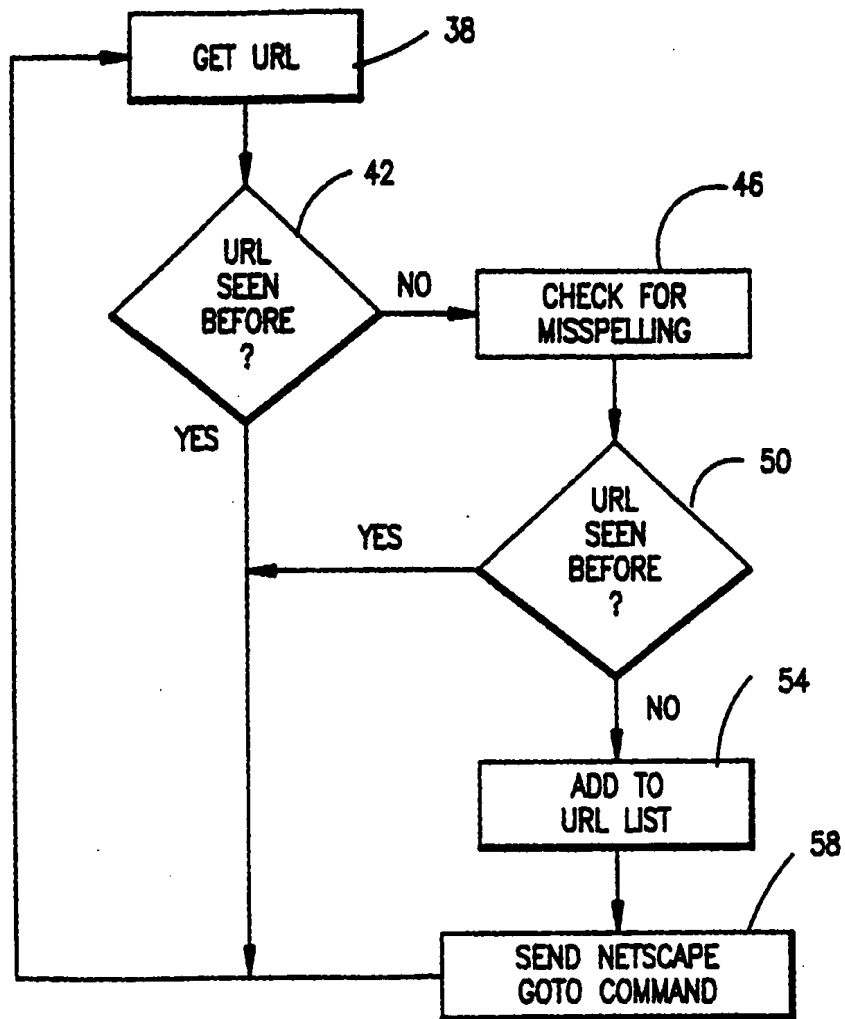 GET URL
38
42
URL
SEEN
BEFORE
?
NO
YES
46
CHECK FOR
MISSPELLING
50
URL
SEEN
BEFORE
?
YES
NO
54
ADD TO
URL LIST
58
SEND NETSCAPE
GOTO COMMAND